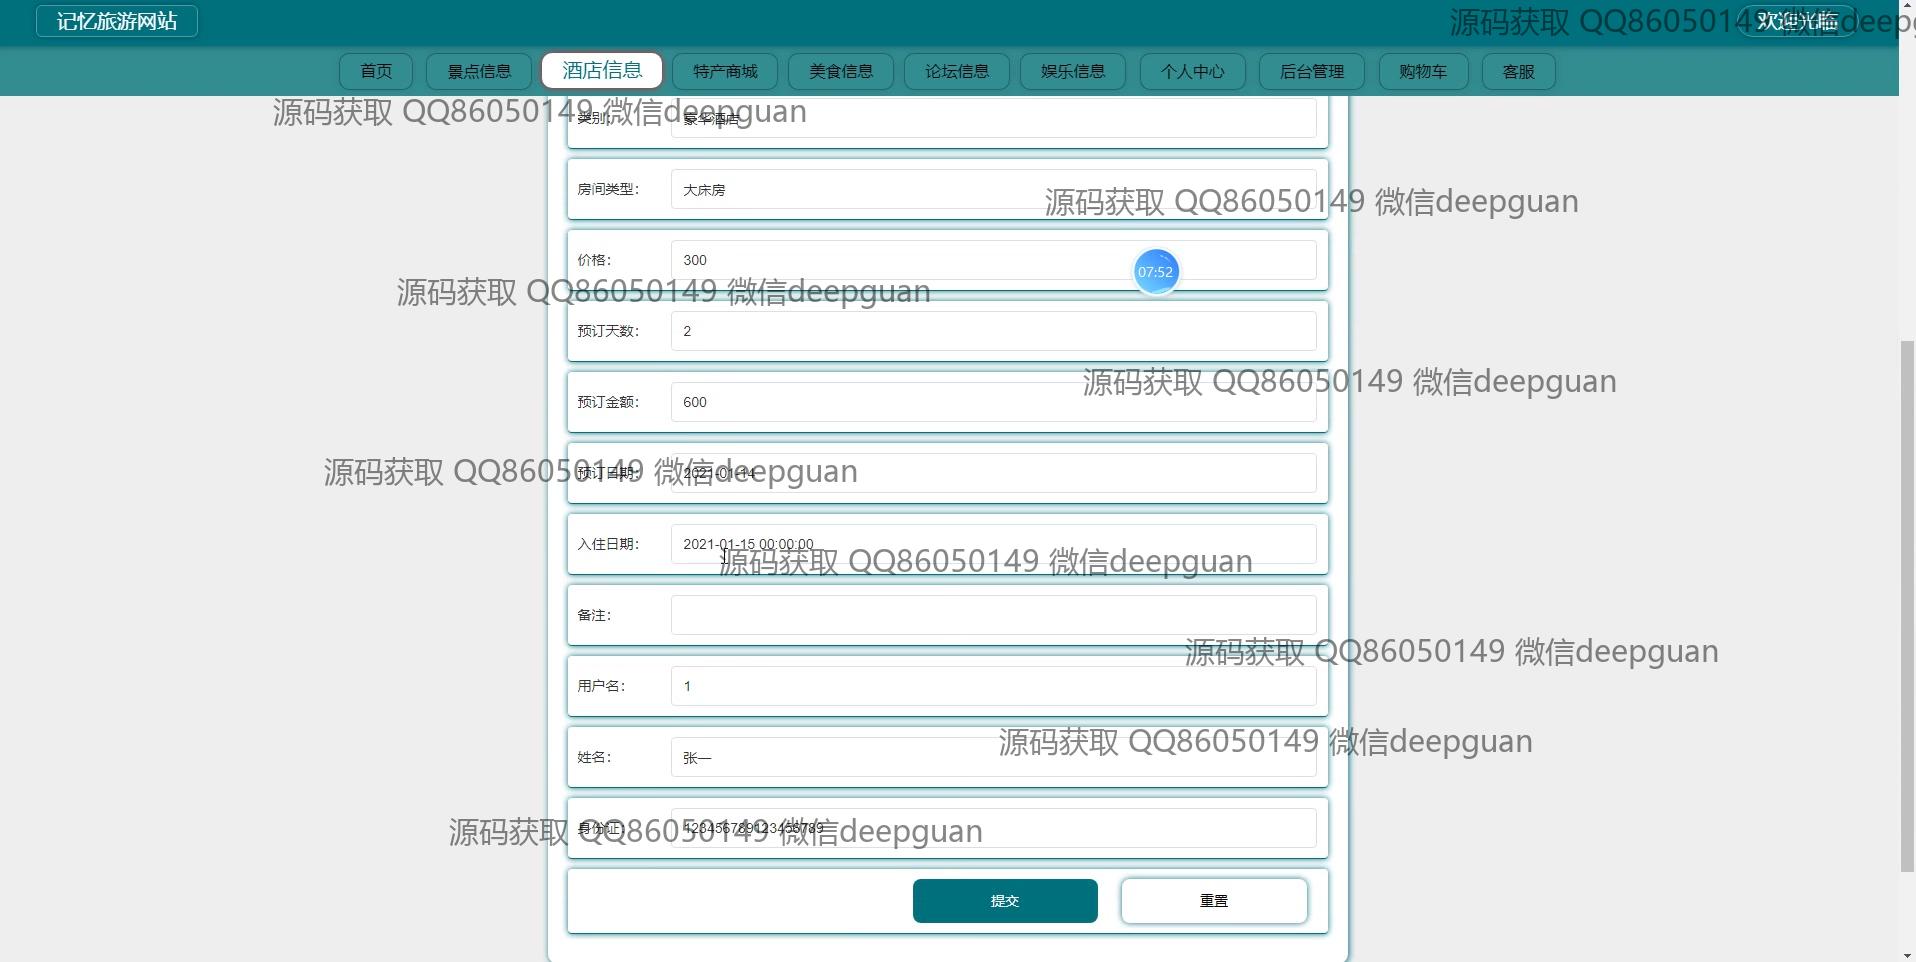 记忆旅游网站
欢迎光临
源码获取 QQ86050149 微信deepg
首页 景点信息 酒店信息 特产商城 美食信息 论坛信息 娱乐信息 个人中心 后台管理 购物车 客服
源码获取 QQ86050149 微信deepguan
类别： 豪华酒店
房间类型： 大床房
源码获取 QQ86050149 微信deepguan
价格： 300
07:52
源码获取 QQ86050149 微信deepguan
预订天数： 2
源码获取 QQ86050149 微信deepguan
预订金额： 600
源码获取 QQ86050149 微信deepguan
预订日期： 2021-01-14
入住日期： 2021-01-15 00:00:00
源码获取 QQ86050149 微信deepguan
备注：
源码获取 QQ86050149 微信deepguan
用户名： 1
源码获取 QQ86050149 微信deepguan
姓名： 张一
源码获取 QQ86050149 微信deepguan
身份证： 123456789123456789
提交 重置